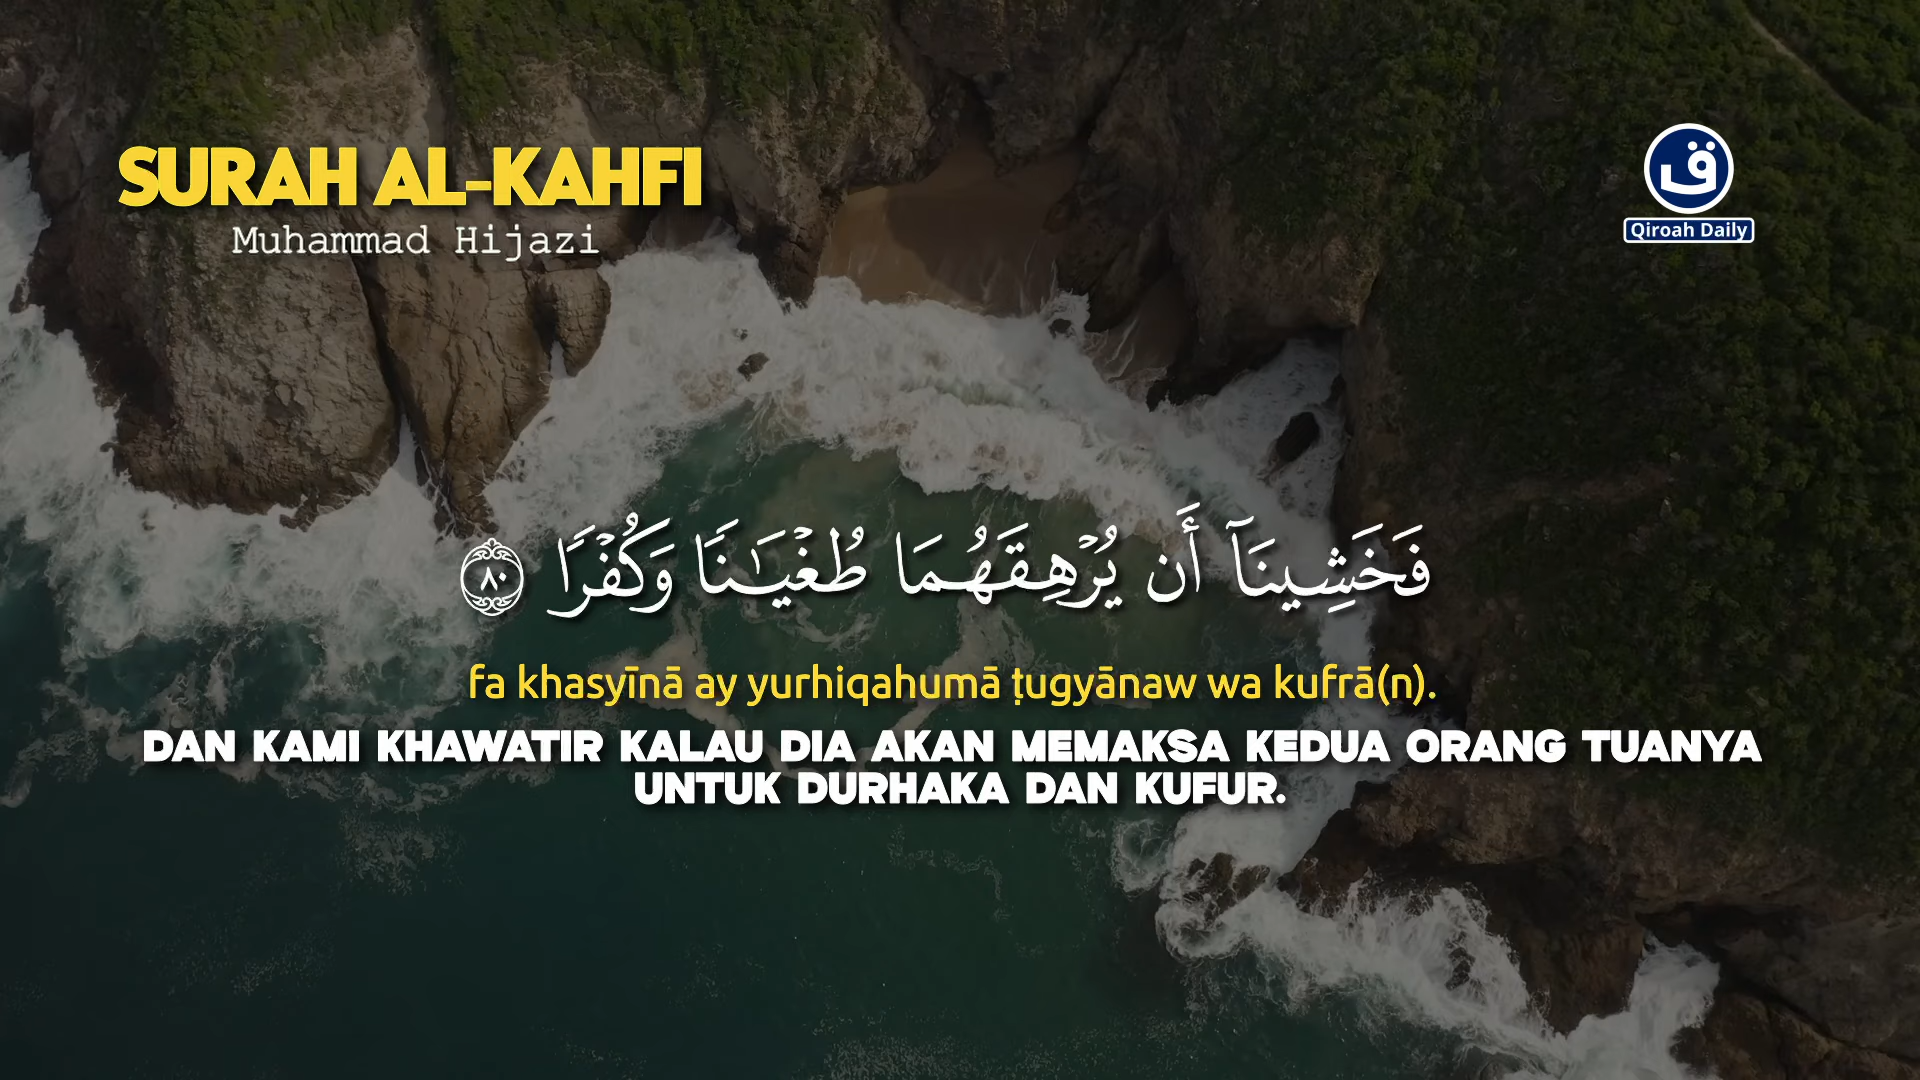 SURAH AL-KAHFI
Muhammad Hijazi
ق
Qiroah Daily
فَخَشِينَآ أَن يُرْهِقَهُمَا طُغْيَـٰنًا وَكُفْرًا ٨٠
fa khasyīnā ay yurhiqahumā ṭugyānaw wa kufrā(n).
DAN KAMI KHAWATIR KALAU DIA AKAN MEMAKSA KEDUA ORANG TUANYA
UNTUK DURHAKA DAN KUFUR.